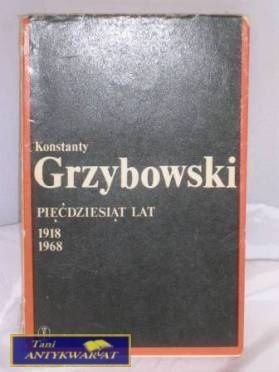 Konstanty
Grzybowski
PIĘĆDZIESIĄT LAT
1918
1968
Tani
ANTYKWARIAT